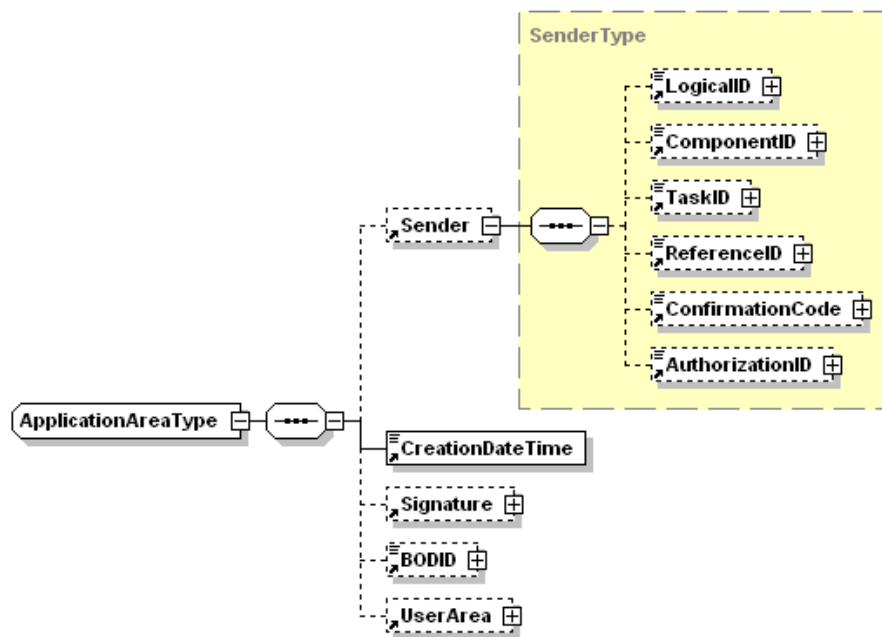 SenderType
LogicalID
ComponentID
TaskID
Sender
ReferenceID
ConfirmationCode
AuthorizationID
ApplicationAreaType
CreationDateTime
Signature
BODID
UserArea